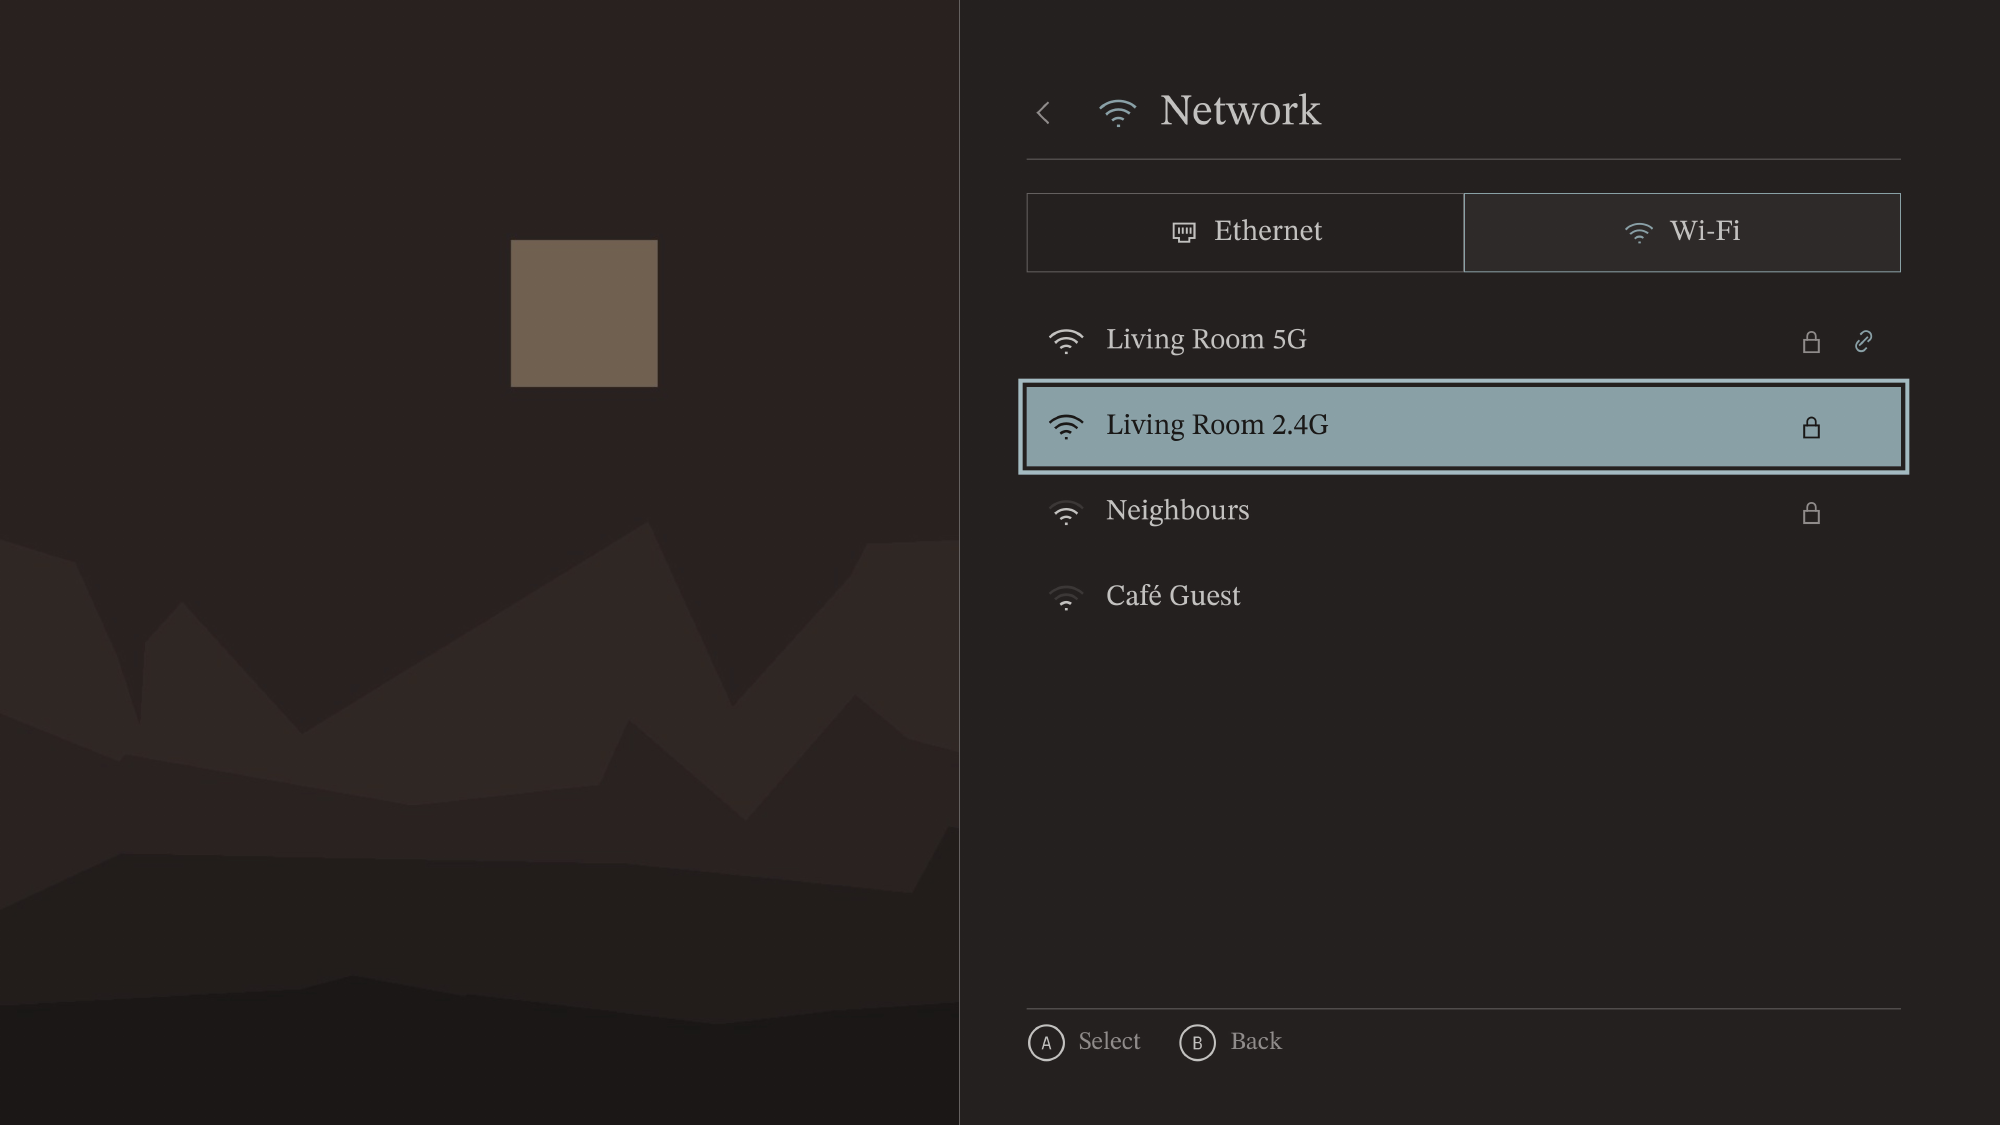 Network
Ethernet
Wi-Fi
Living Room 5G
Living Room 2.4G
Neighbours
Café Guest
A Select B Back